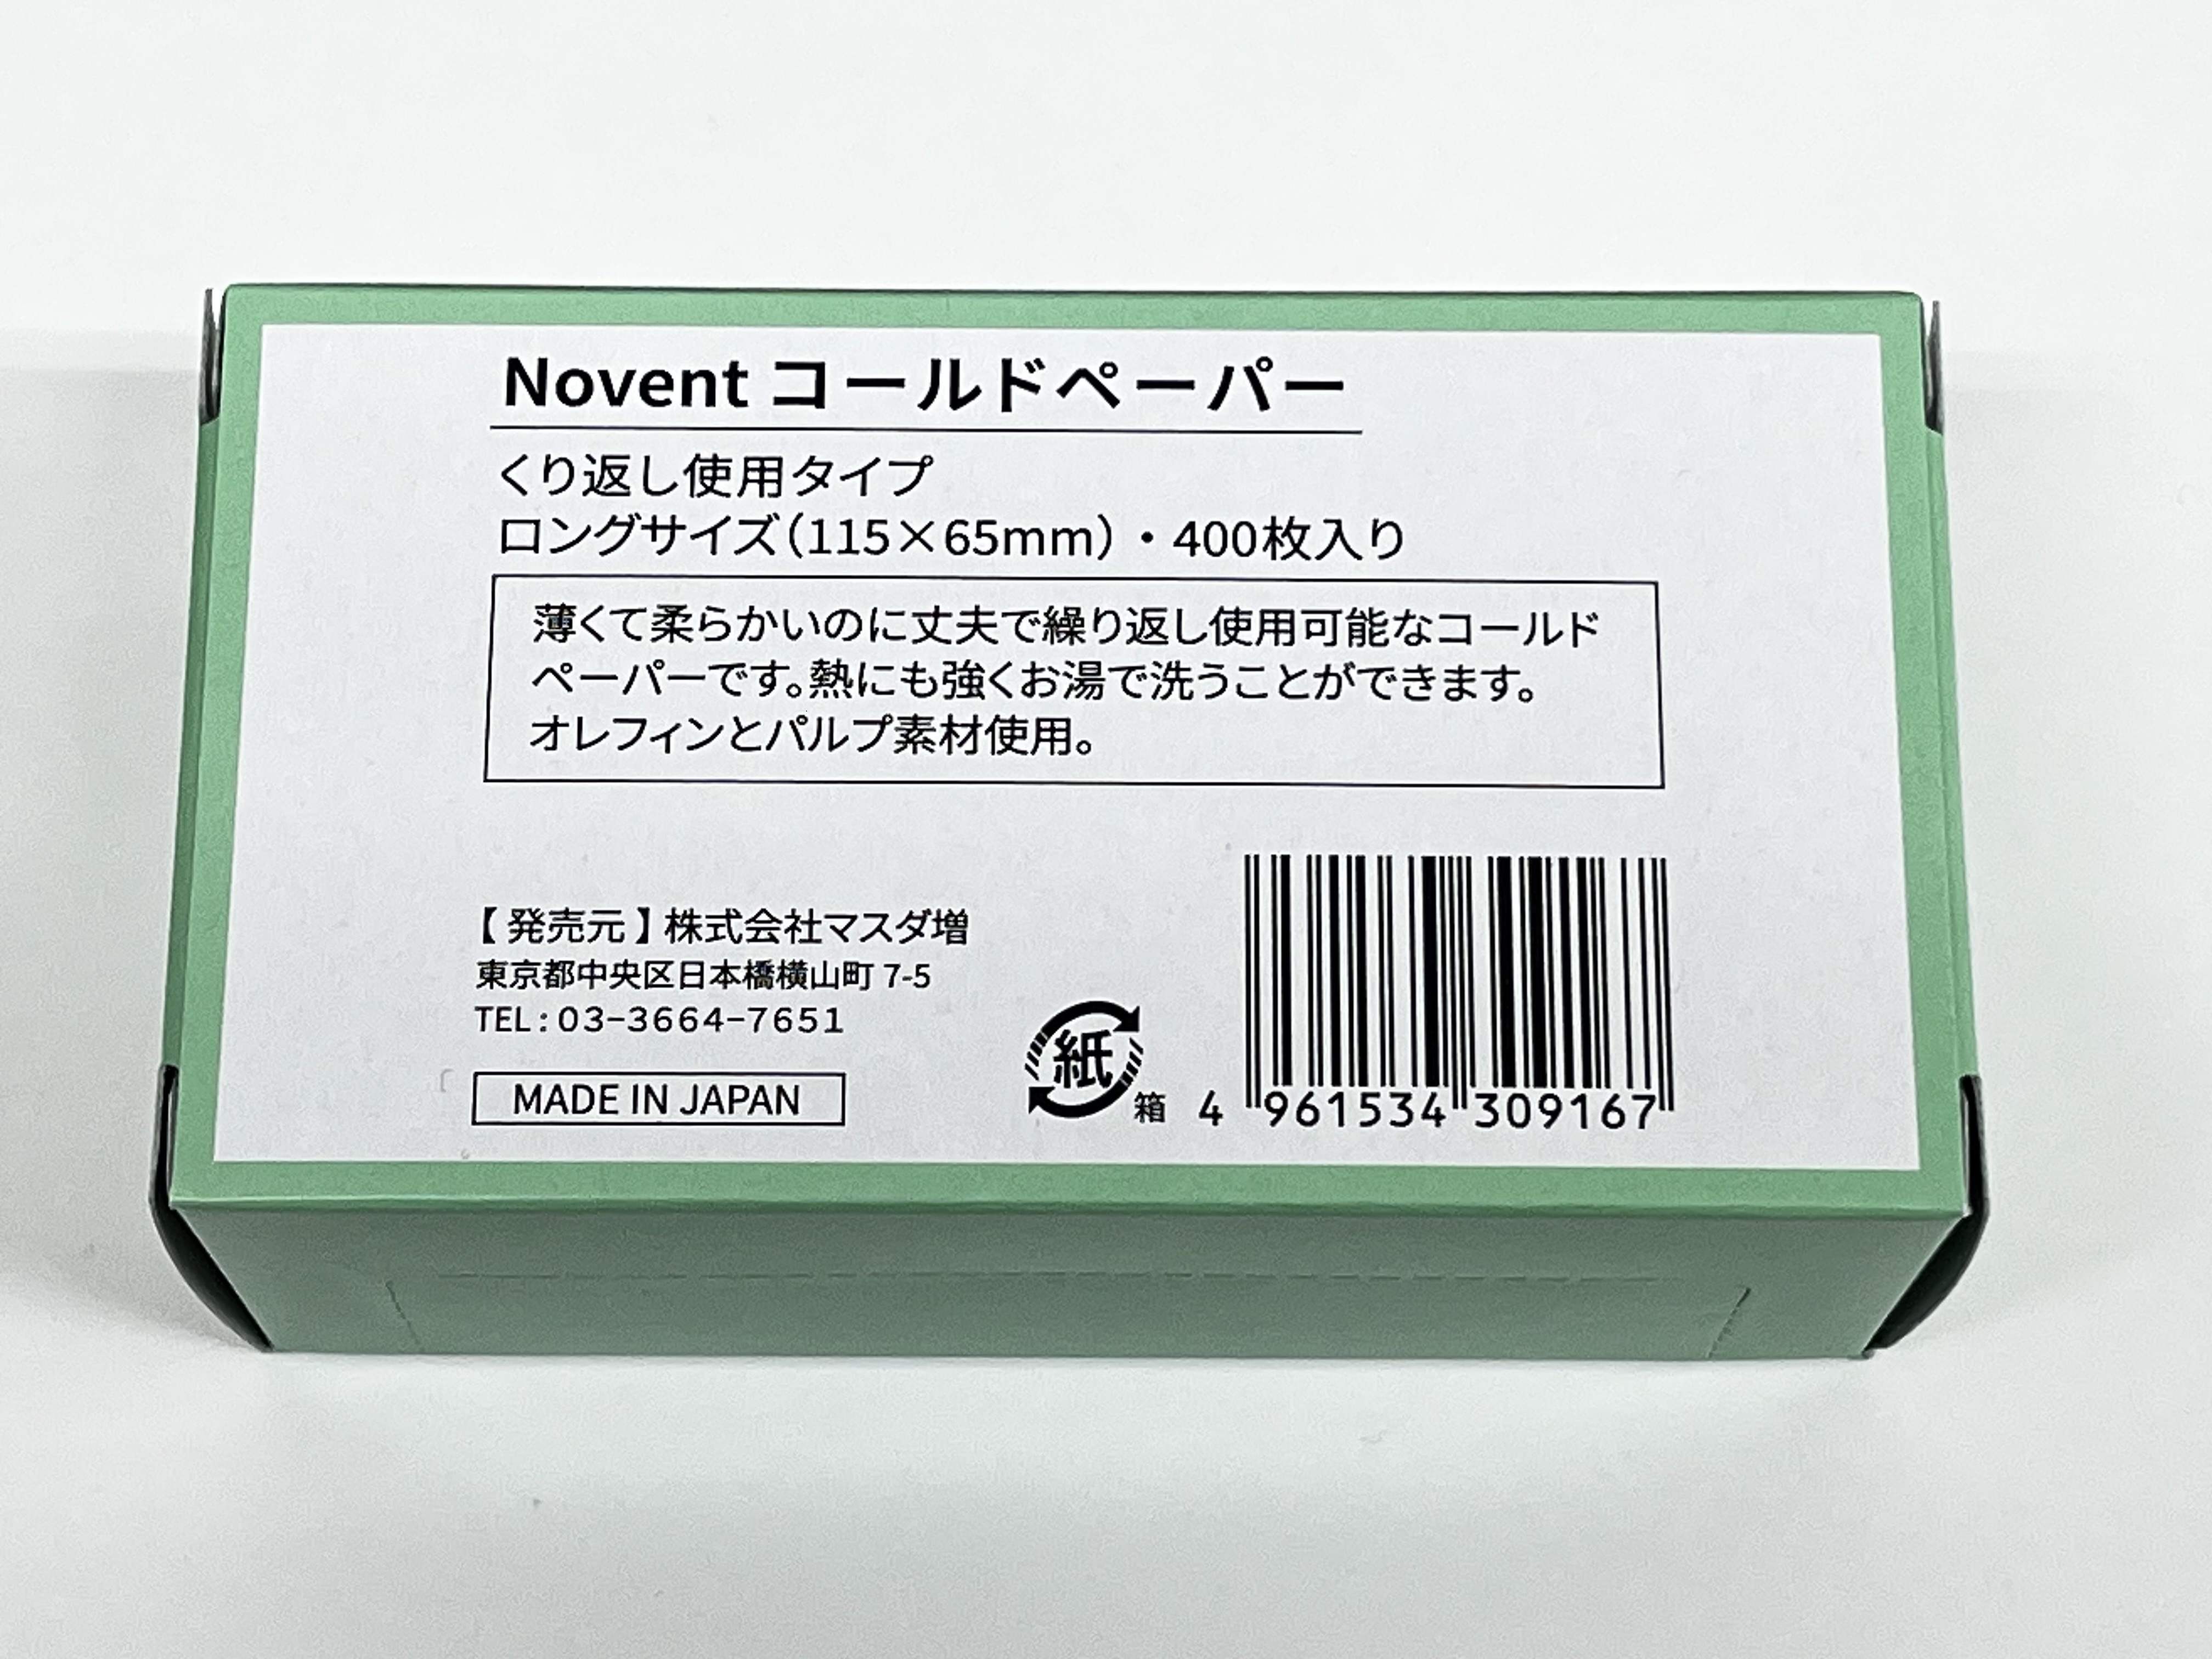 Novent コールドペーパー
くり返し使用タイプ
ロングサイズ(115×65mm)・400枚入り
薄くて柔らかいのに丈夫で繰り返し使用可能なコールド
ペーパーです。熱にも強くお湯で洗うことができます。
オレフィンとパルプ素材使用。
【発売元】株式会社マスダ増
東京都中央区日本橋横山町 7-5
TEL:03-3664-7651
MADE IN JAPAN
紙
箱
4 961534 309167